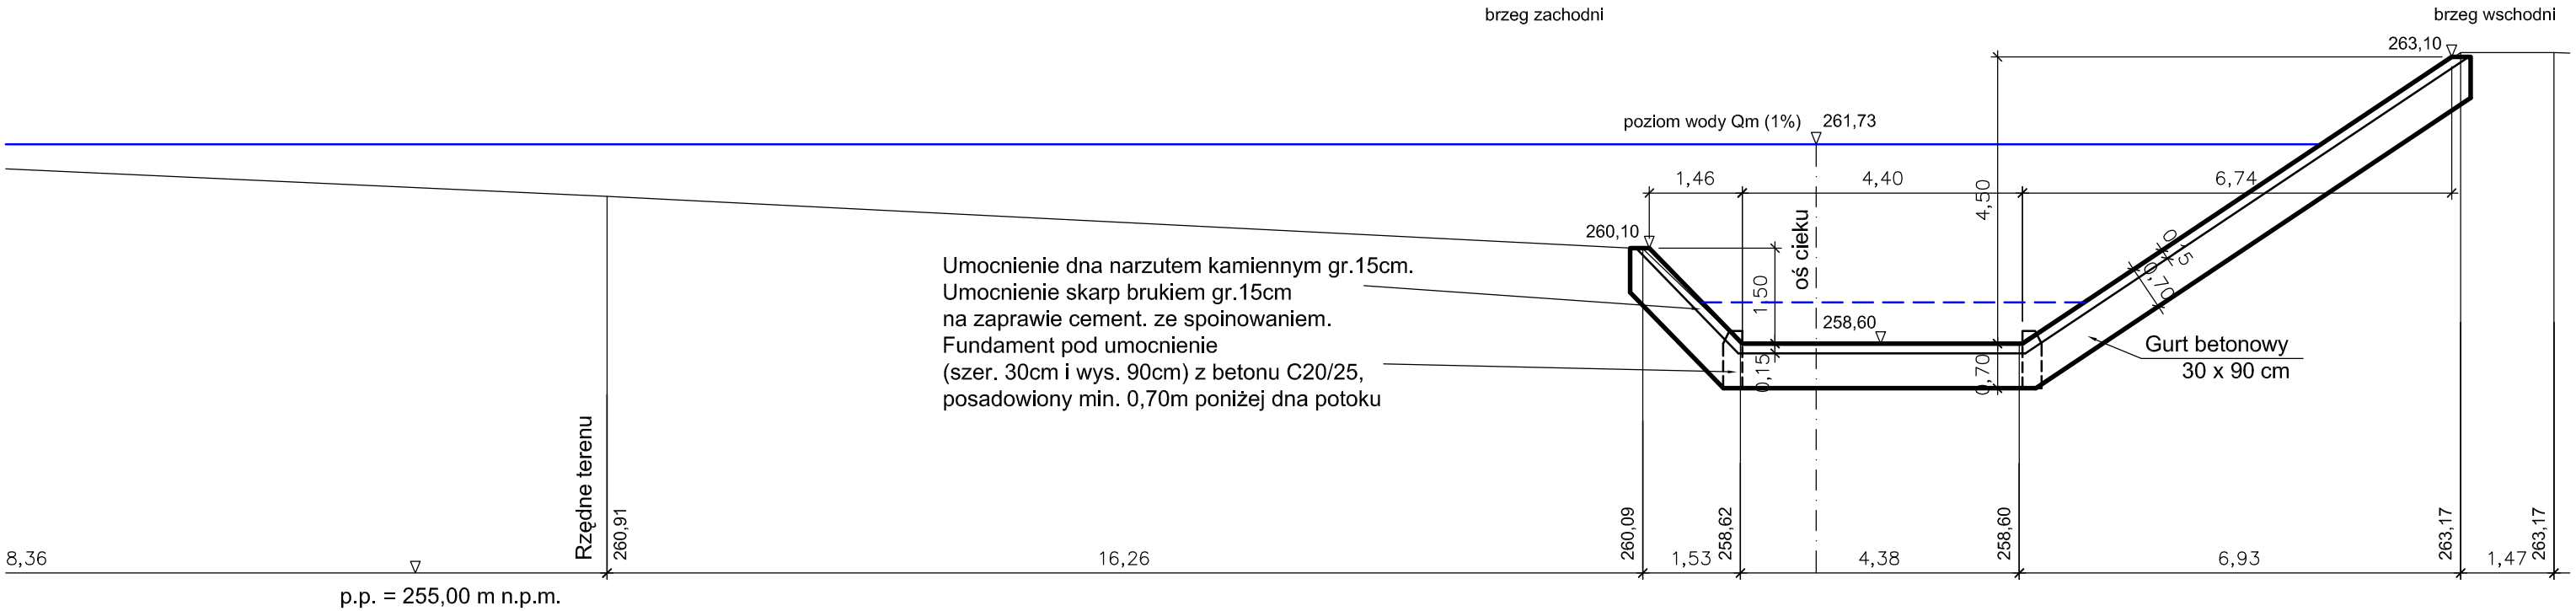 brzeg zachodni
brzeg wschodni
263,10
poziom wody Qm (1%) 261,73
1,46
4,40
6,74
4,50
260,10
oś cieku
0,15
0,70
1,50
258,60
Umocnienie dna narzutem kamiennym gr.15cm.
Umocnienie skarp brukiem gr.15cm
na zaprawie cement. ze spoinowaniem.
Fundament pod umocnienie
(szer. 30cm i wys. 90cm) z betonu C20/25,
posadowiony min. 0,70m poniżej dna potoku
0,15
0,70
Gurt betonowy
30 x 90 cm
Rzędne terenu
260,91
260,09
258,62
258,60
263,17
263,17
8,36
16,26
1,53
4,38
6,93
1,47
p.p. = 255,00 m n.p.m.